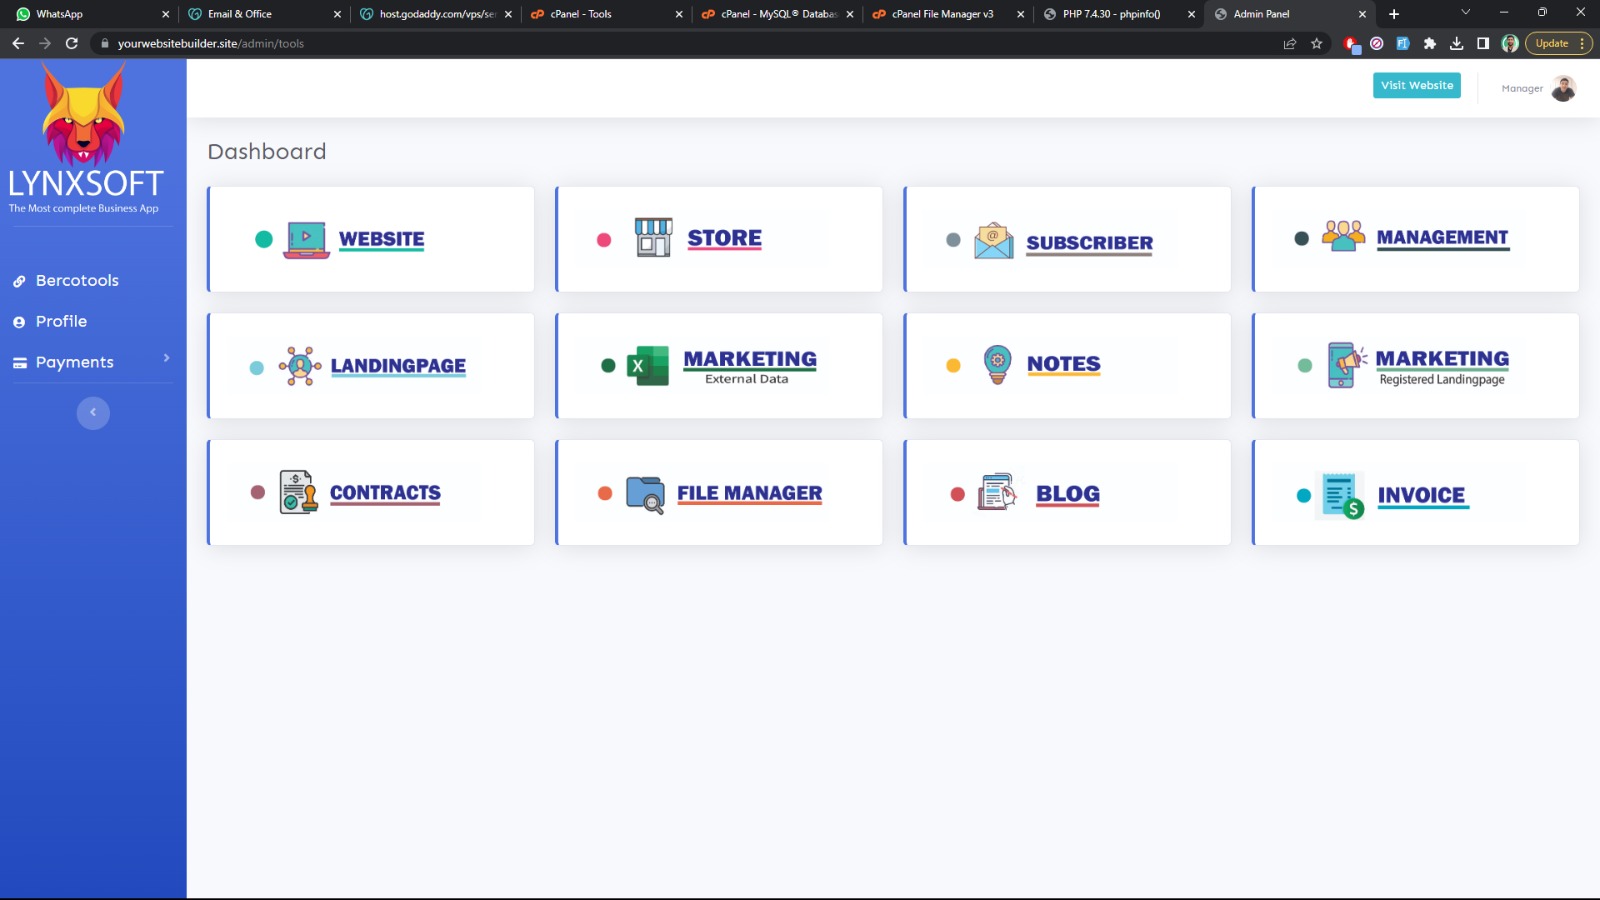 WhatsApp
Email & Office
host.godaddy.com/vps/ser
cPanel - Tools
cPanel - MySQL® Databas
cPanel File Manager v3
PHP 7.4.30 - phpinfo()
Admin Panel
yourwebsitebuilder.site/admin/tools
Update
LYNXSOFT
The Most complete Business App
Bercotools
Profile
Payments
Visit Website
Manager
Dashboard
WEBSITE
STORE
SUBSCRIBER
MANAGEMENT
LANDINGPAGE
MARKETING
External Data
NOTES
MARKETING
Registered Landingpage
CONTRACTS
FILE MANAGER
BLOG
INVOICE